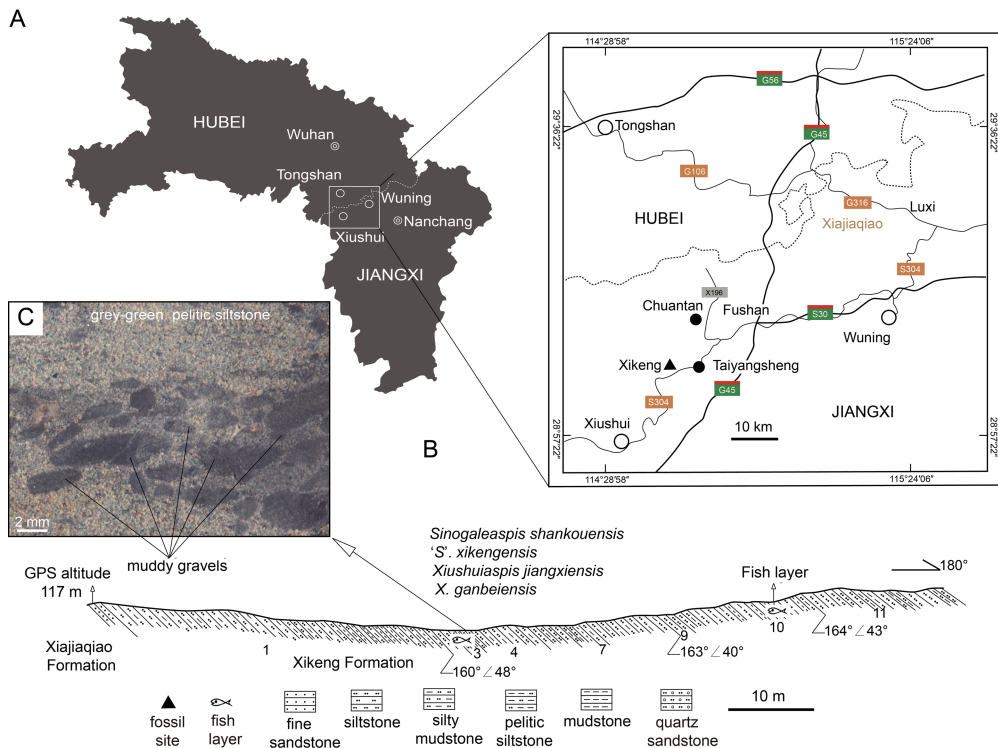 A
HUBEI
Wuhan
Tongshan
Wuning
Nanchang
Xiushui
JIANGXI
114°28′58″
115°24′06″
G56
Tongshan
29°36′22″
29°36′22″
G45
G106
HUBEI
G316
Luxi
Xiajiaqiao
S304
X196
Chuantan
Fushan
S30
Wuning
Xikeng
Taiyangsheng
G45
S304
JIANGXI
Xiushui
10 km
28°57′22″
28°57′22″
114°28′58″
115°24′06″
C
grey-green pelitic siltstone
2 mm
muddy gravels
B
Sinogaleaspis shankouensis
‘S’. xikengensis
Xiushuiaspis jiangxiensis
X. ganbeiensis
GPS altitude
117 m
Fish layer
180°
Xiajiaqiao
Formation
1
Xikeng Formation
3
4
7
9
10
11
160°∠48°
163°∠40°
164°∠43°
fossil
site
fish
layer
fine
sandstone
siltstone
silty
mudstone
pelitic
siltstone
mudstone
quartz
sandstone
10 m